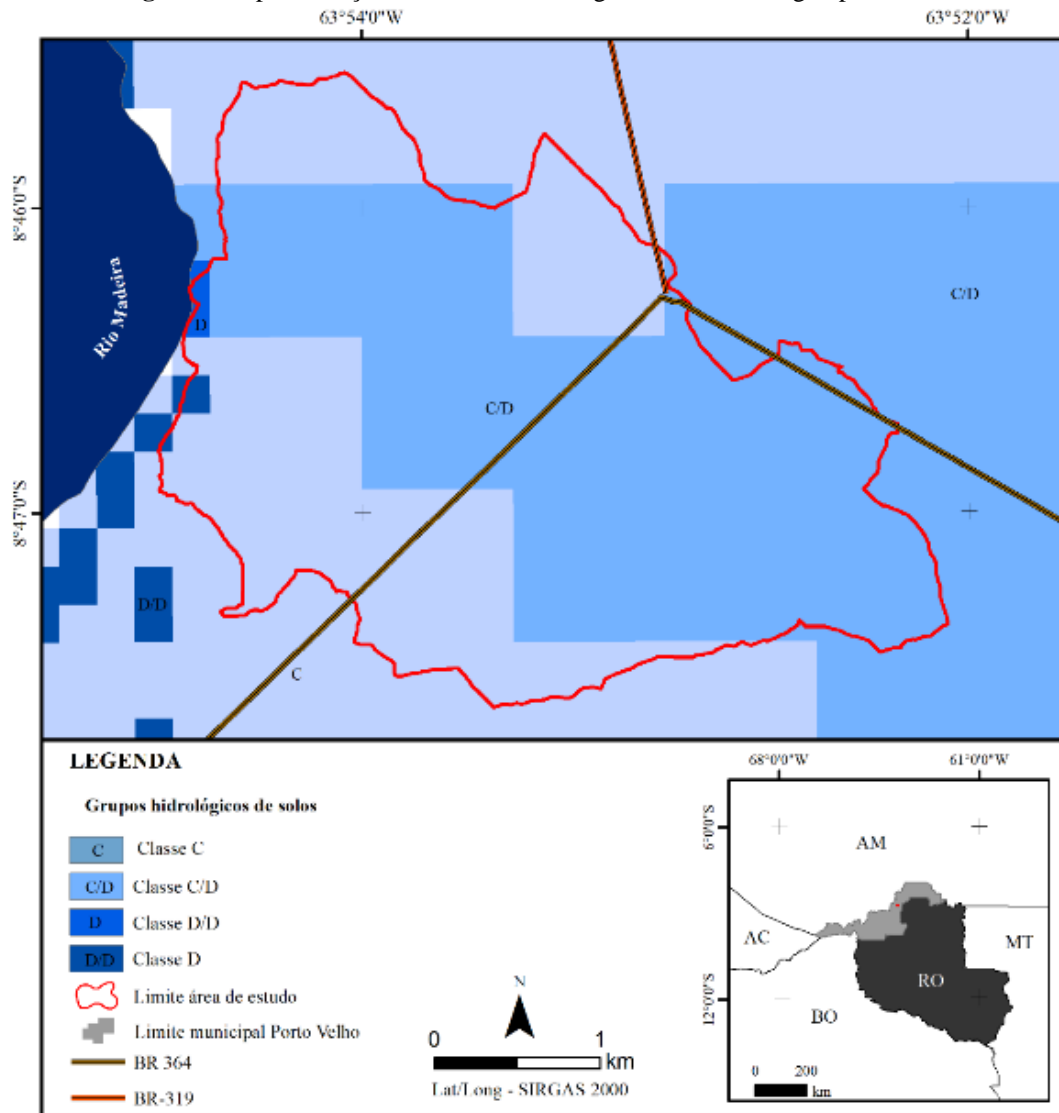 63°54'0"W 63°52'0"W
8°46'0"S
8°47'0"S
Rio Madeira
D
C/D
C/D
D/D
C
LEGENDA
Grupos hidrológicos de solos
C Classe C
C/D Classe C/D
D Classe D/D
D/D Classe D
Limite área de estudo
Limite municipal Porto Velho
BR 364
BR-319
N
0 1
km
Lat/Long - SIRGAS 2000
68°0'0"W 61°0'0"W
6°0'0"S
12°0'0"S
AM
AC
MT
RO
BO
0 200
km